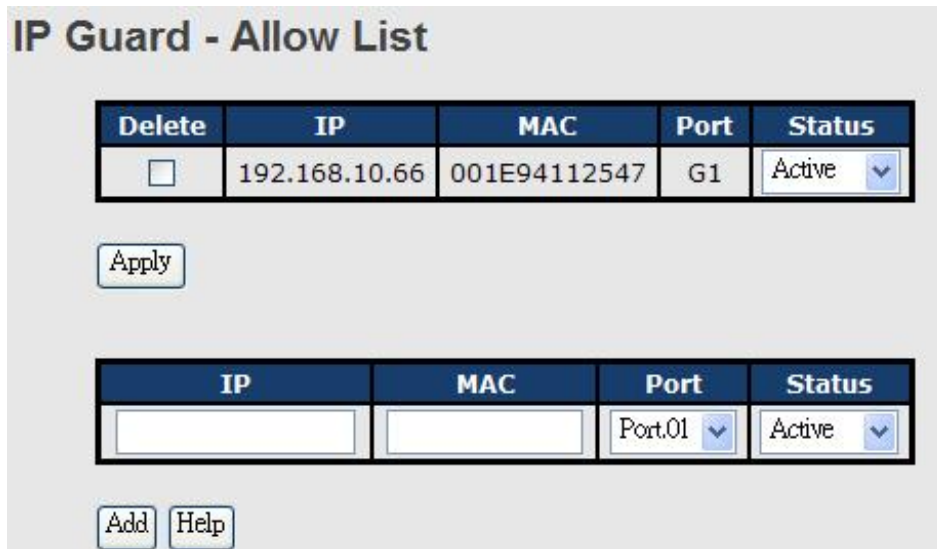 IP Guard - Allow List
Delete IP MAC Port Status
192.168.10.66 001E94112547 G1 Active
Apply
IP MAC Port Status
Port.01 Active
Add Help